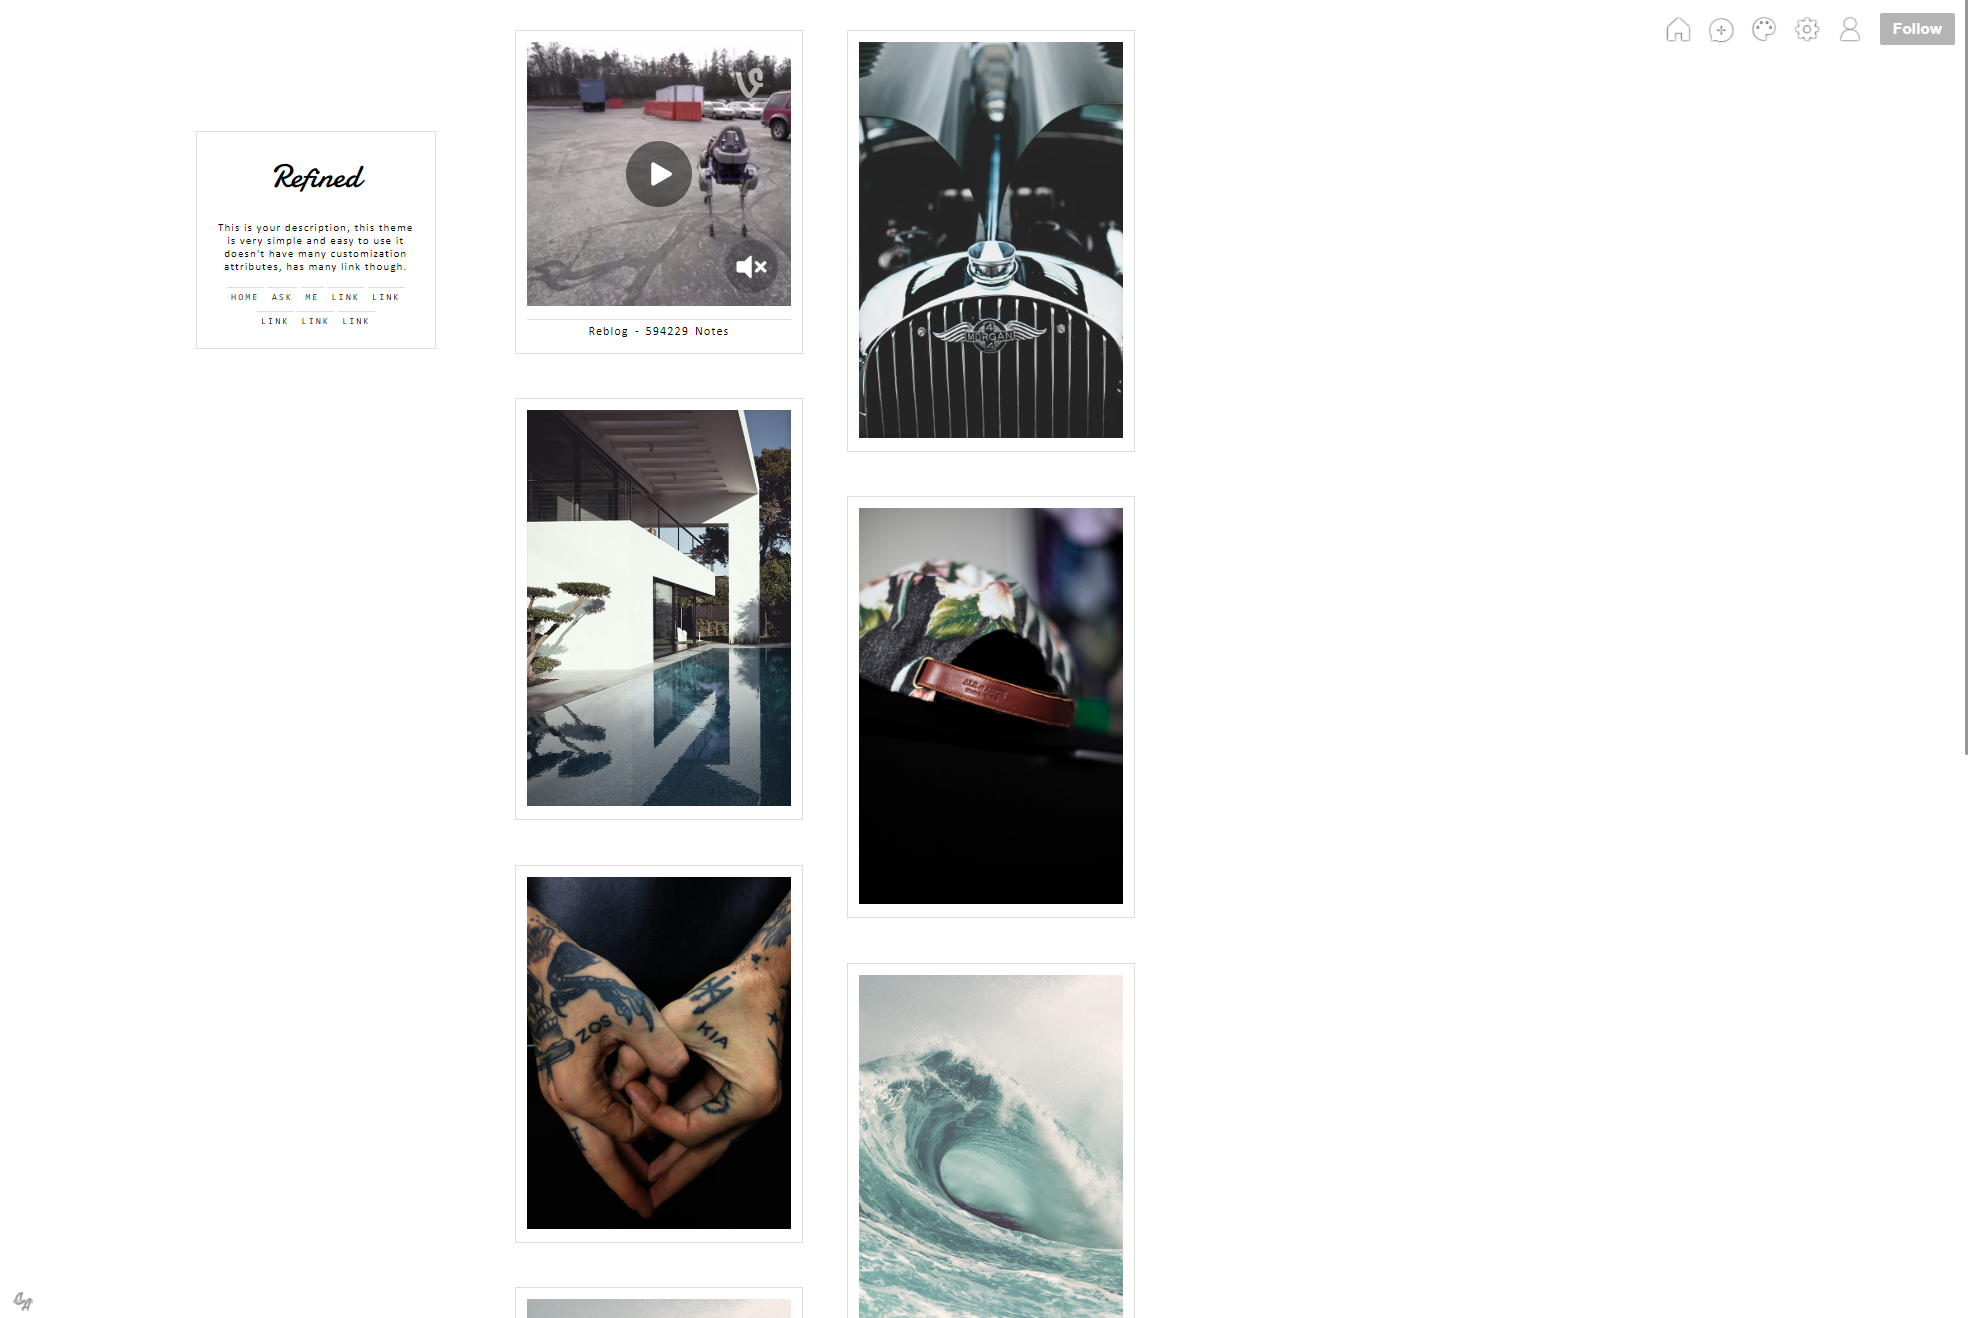 Follow
Refined
This is your description, this theme
is very simple and easy to use it
doesn't have many customization
attributes, has many link though.
HOME ASK ME LINK LINK
LINK LINK LINK
Reblog - 594229 Notes
4
MORGAN
4
ZOS
KIA